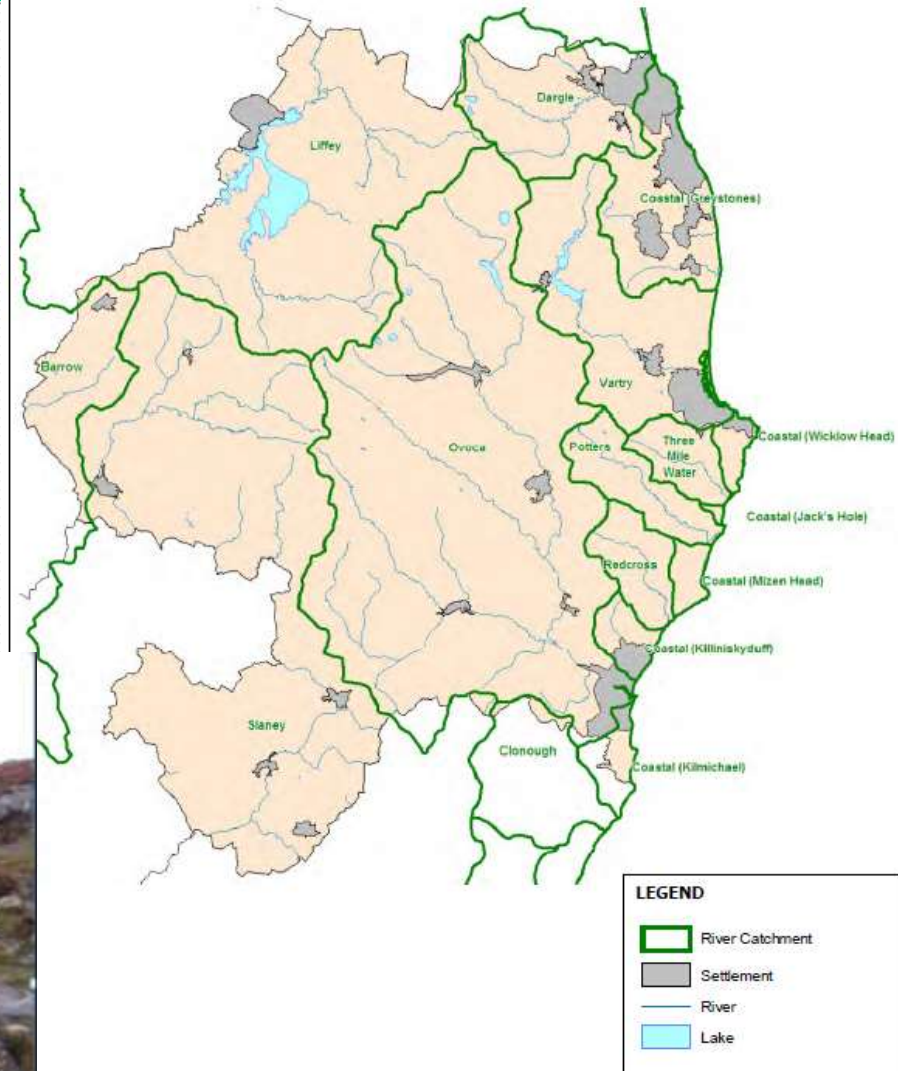 Dargle
Liffey
Coastal (Greystones)
Barrow
Vartry
Ovoca
Potters
Three
Mile
Water
Coastal (Wicklow Head)
Coastal (Jack's Hole)
Redcross
Coastal (Mizen Head)
Coastal (Killiniskyduff)
Slaney
Clonough
Coastal (Kilmichael)
LEGEND
River Catchment
Settlement
River
Lake